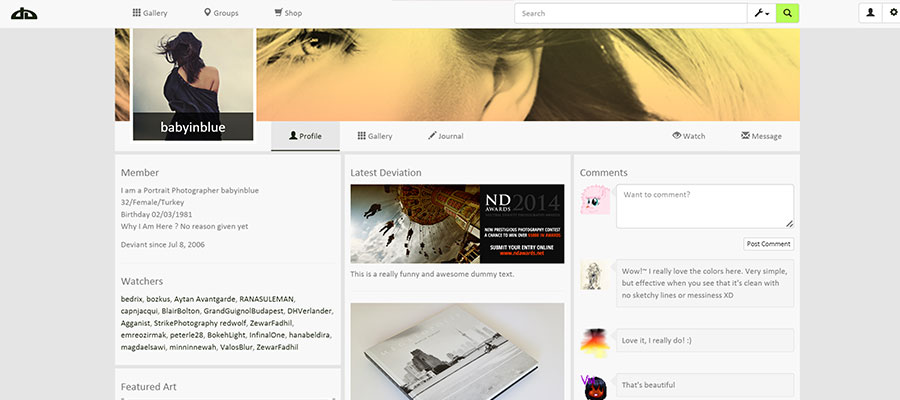 Gallery
Groups
Shop
Search
babyinblue
Profile
Gallery
Journal
Watch
Message
Member
I am a Portrait Photographer babyinblue
32/Female/Turkey
Birthday 02/03/1981
Why I Am Here ? No reason given yet
Deviant since Jul 8, 2006
Watchers
bedrix, bozkus, Aytan Avantgarde, RANASULEMAN,
capnjacqui, BlairBolton, GrandGuignolBudapest, DHVerlander,
Agganist, StrikePhotography redwolf, ZewarFadhil,
emreozirmak, peterle28, BokehLight, InfinalOne, hanabeldira,
magdaelsawi, minninnewah, ValosBlur, ZewarFadhil
Featured Art
Latest Deviation
ND 2014
AWARDS
NEW PRESTIGIOUS PHOTOGRAPHY CONTEST
A CHANCE TO WIN OVER
SUBMIT YOUR ENTRY ONLINE
www.ndawards.net
This is a really funny and awesome dummy text.
Comments
Want to comment?
Post Comment
Wow!~ I really love the colors here. Very simple,
but effective when you see that it's clean with
no sketchy lines or messiness XD
Love it, I really do! :)
That's beautiful